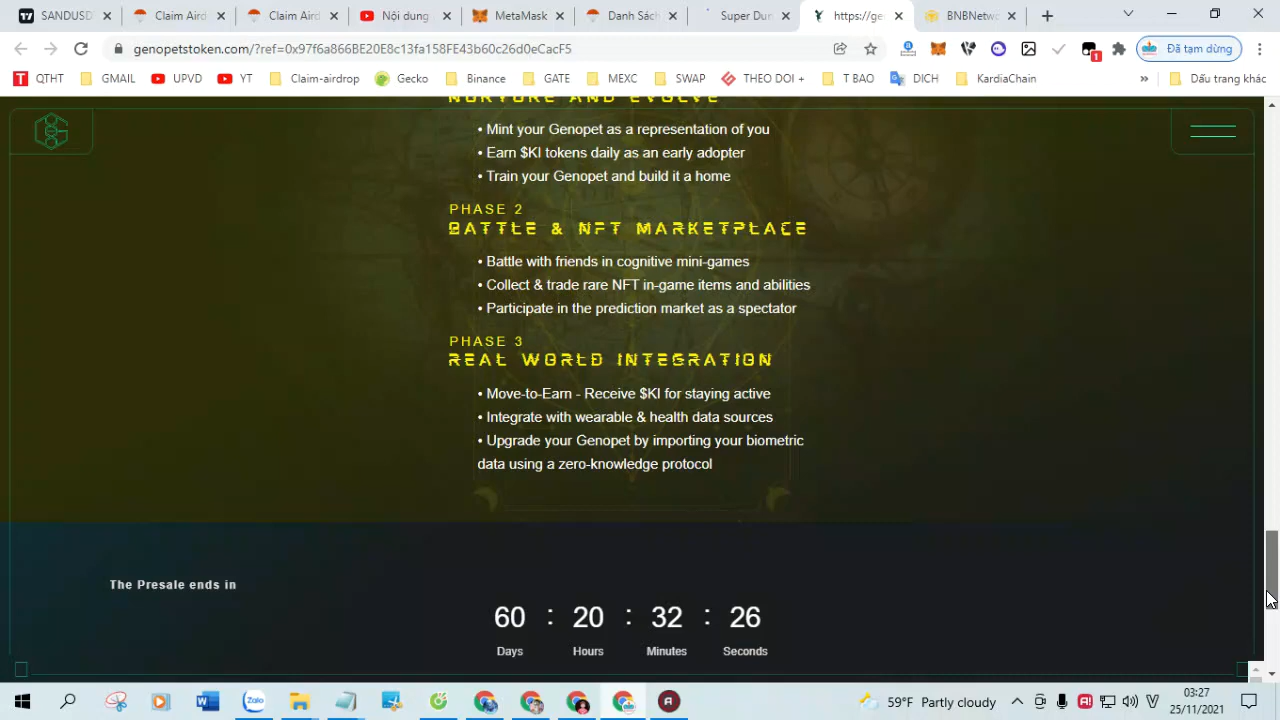 SANDUSD
Claim Aird
Claim Aird
Nội dung
MetaMask
Danh Sách
Super Dun
https://ge
BNBNetwo
genopetstoken.com/?ref=0x97f6a866BE20E8c13fa158FE43b60c26d0eCacF5
Đã tạm dừng
QTHT
GMAIL
UPVD
YT
Claim-airdrop
Gecko
Binance
GATE
MEXC
SWAP
THEO DOI +
T BAO
DICH
KardiaChain
»
Dấu trang khác
NURTURE AND EVOLVE
• Mint your Genopet as a representation of you
• Earn $KI tokens daily as an early adopter
• Train your Genopet and build it a home
PHASE 2
BATTLE & NFT MARKETPLACE
• Battle with friends in cognitive mini-games
• Collect & trade rare NFT in-game items and abilities
• Participate in the prediction market as a spectator
PHASE 3
REAL WORLD INTEGRATION
• Move-to-Earn - Receive $KI for staying active
• Integrate with wearable & health data sources
• Upgrade your Genopet by importing your biometric
data using a zero-knowledge protocol
The Presale ends in
60 : 20 : 32 : 26
Days Hours Minutes Seconds
Zalo
59°F Partly cloudy
03:27
25/11/2021